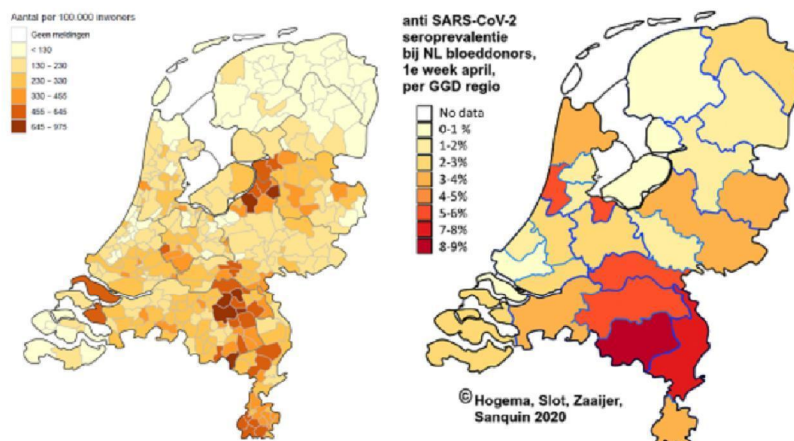 Aantal per 100.000 inwoners
Geen meldingen
< 130
130 – 230
230 – 330
330 – 455
455 – 645
645 – 975
anti SARS-CoV-2
seroprevalentie
bij NL bloeddonors,
1e week april,
per GGD regio
No data
0-1 %
1-2%
2-3%
3-4%
4-5%
5-6%
7-8%
8-9%
© Hogema, Slot, Zaaijer,
Sanquin 2020